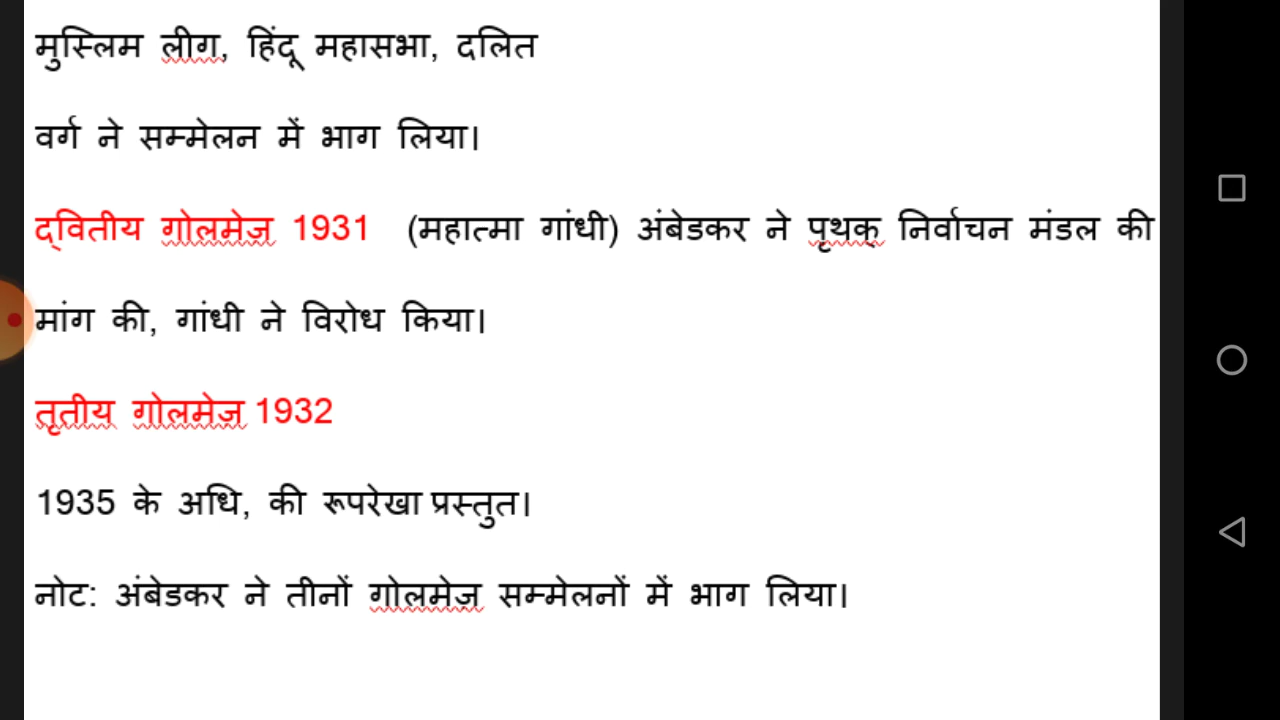 मुस्लिम लीग, हिंदू महासभा, दलित
वर्ग ने सम्मेलन में भाग लिया।
द्वितीय गोलमेज़ 1931 (महात्मा गांधी) अंबेडकर ने पृथक् निर्वाचन मंडल की
मांग की, गांधी ने विरोध किया।
तृतीय गोलमेज़ 1932
1935 के अधि, की रूपरेखा प्रस्तुत।
नोट: अंबेडकर ने तीनों गोलमेज़ सम्मेलनों में भाग लिया।